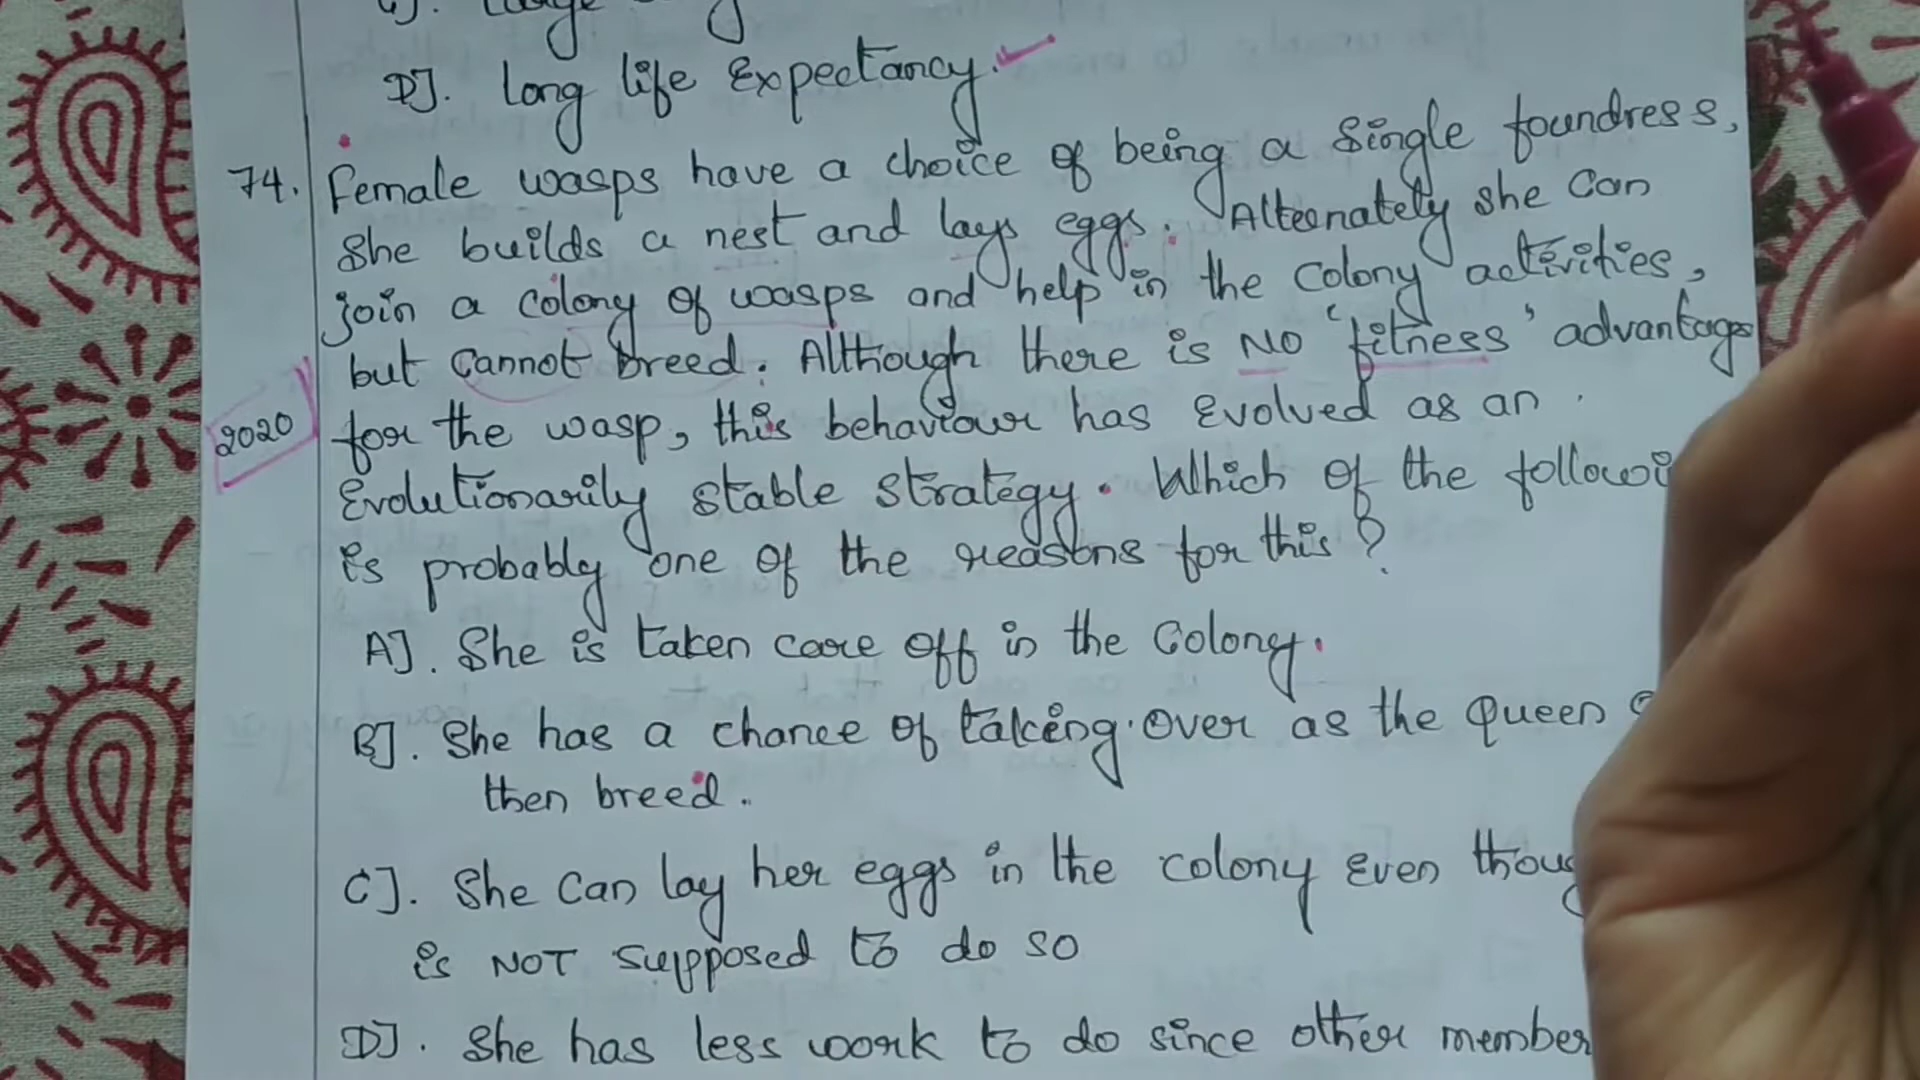 D]. Long life Expectancy.
74. Female wasps have a choice of being a Single foundress,
She builds a nest and lays eggs. Alternately she Can
join a colony of wasps and help in the Colony activities,
but cannot breed. Although there is NO 'fitness' advantage
2020 for the wasp, this behaviour has Evolved as an
Evolutionarily stable strategy. Which of the
is probably one of the reasons for this?
A]. She is taken care off in the Colony.
B]. She has a chance of taking over as the queen
then breed.
C]. She Can lay her eggs in the colony Even
is NOT supposed to do so
D]. She has less work to do since other